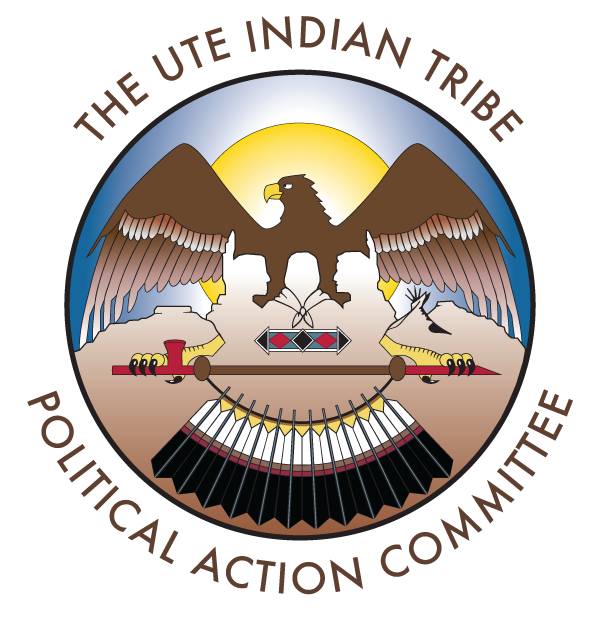 THE UTE INDIAN TRIBE
POLITICAL ACTION COMMITTEE